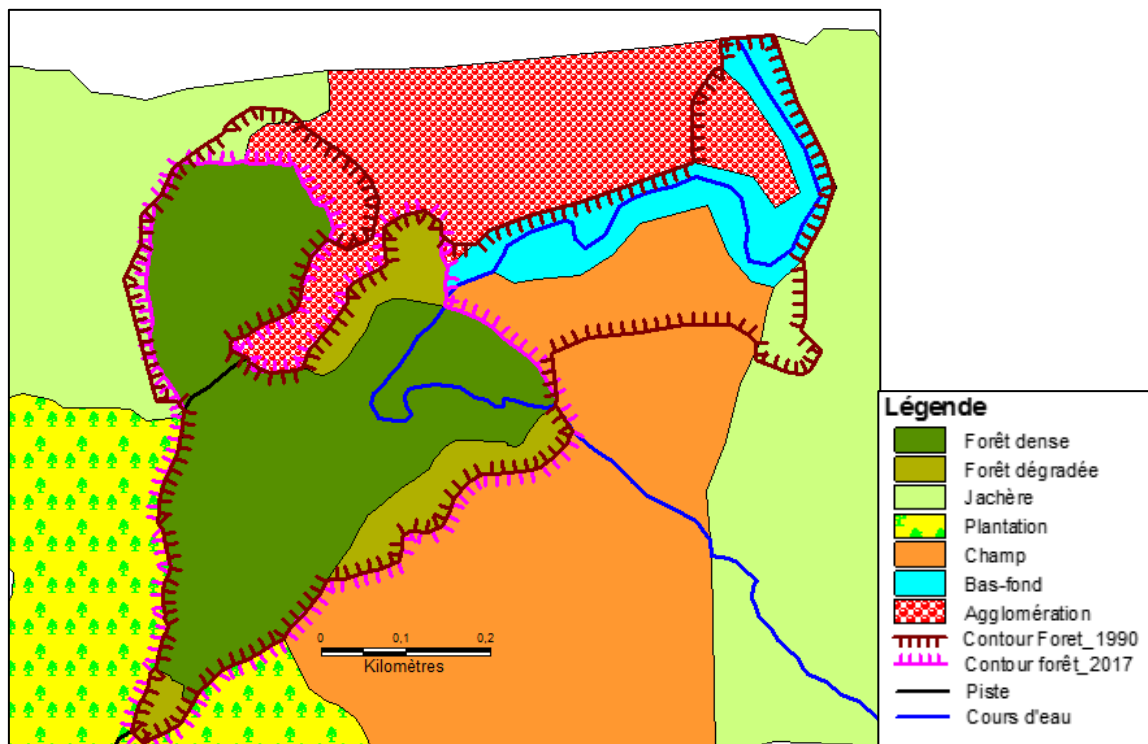 0 0,1 0,2
Kilomètres
Légende
Forêt dense
Forêt dégradée
Jachère
Plantation
Champ
Bas-fond
Agglomération
Contour Foret_1990
Contour forêt_2017
Piste
Cours d'eau